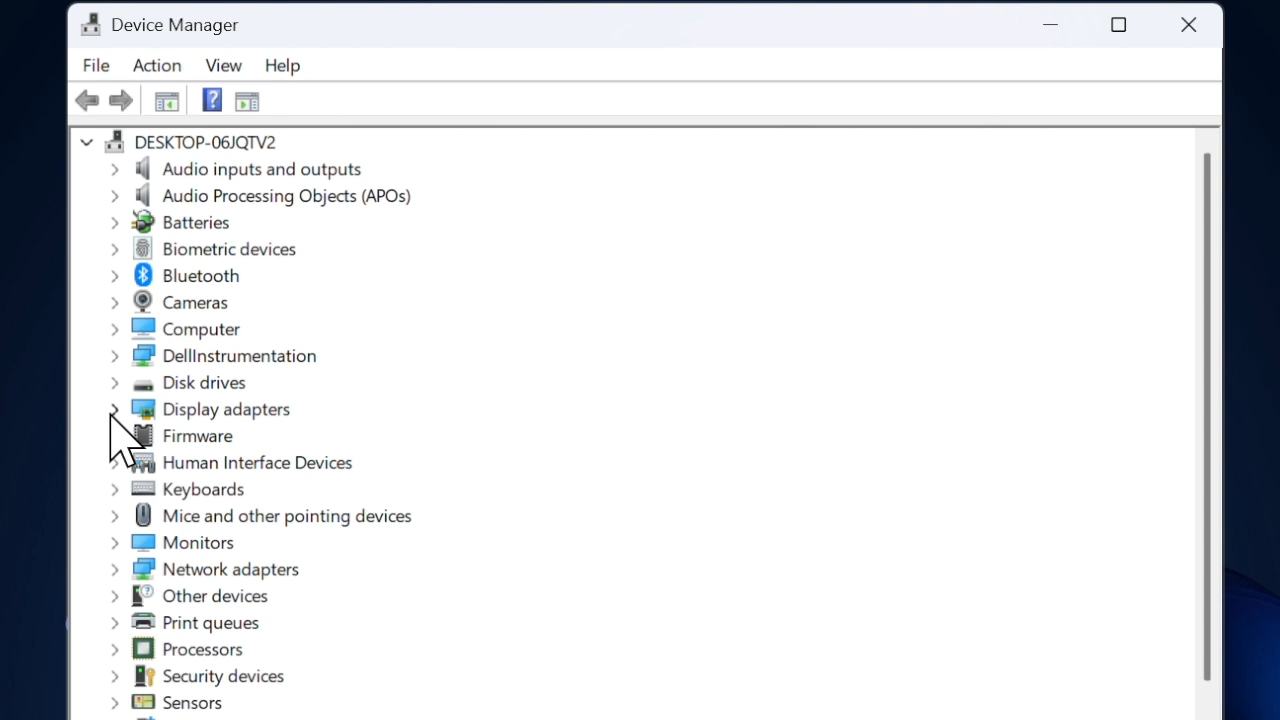 Device Manager
File Action View Help
DESKTOP-06JQTV2
Audio inputs and outputs
Audio Processing Objects (APOs)
Batteries
Biometric devices
Bluetooth
Cameras
Computer
DellInstrumentation
Disk drives
Display adapters
Firmware
Human Interface Devices
Keyboards
Mice and other pointing devices
Monitors
Network adapters
Other devices
Print queues
Processors
Security devices
Sensors